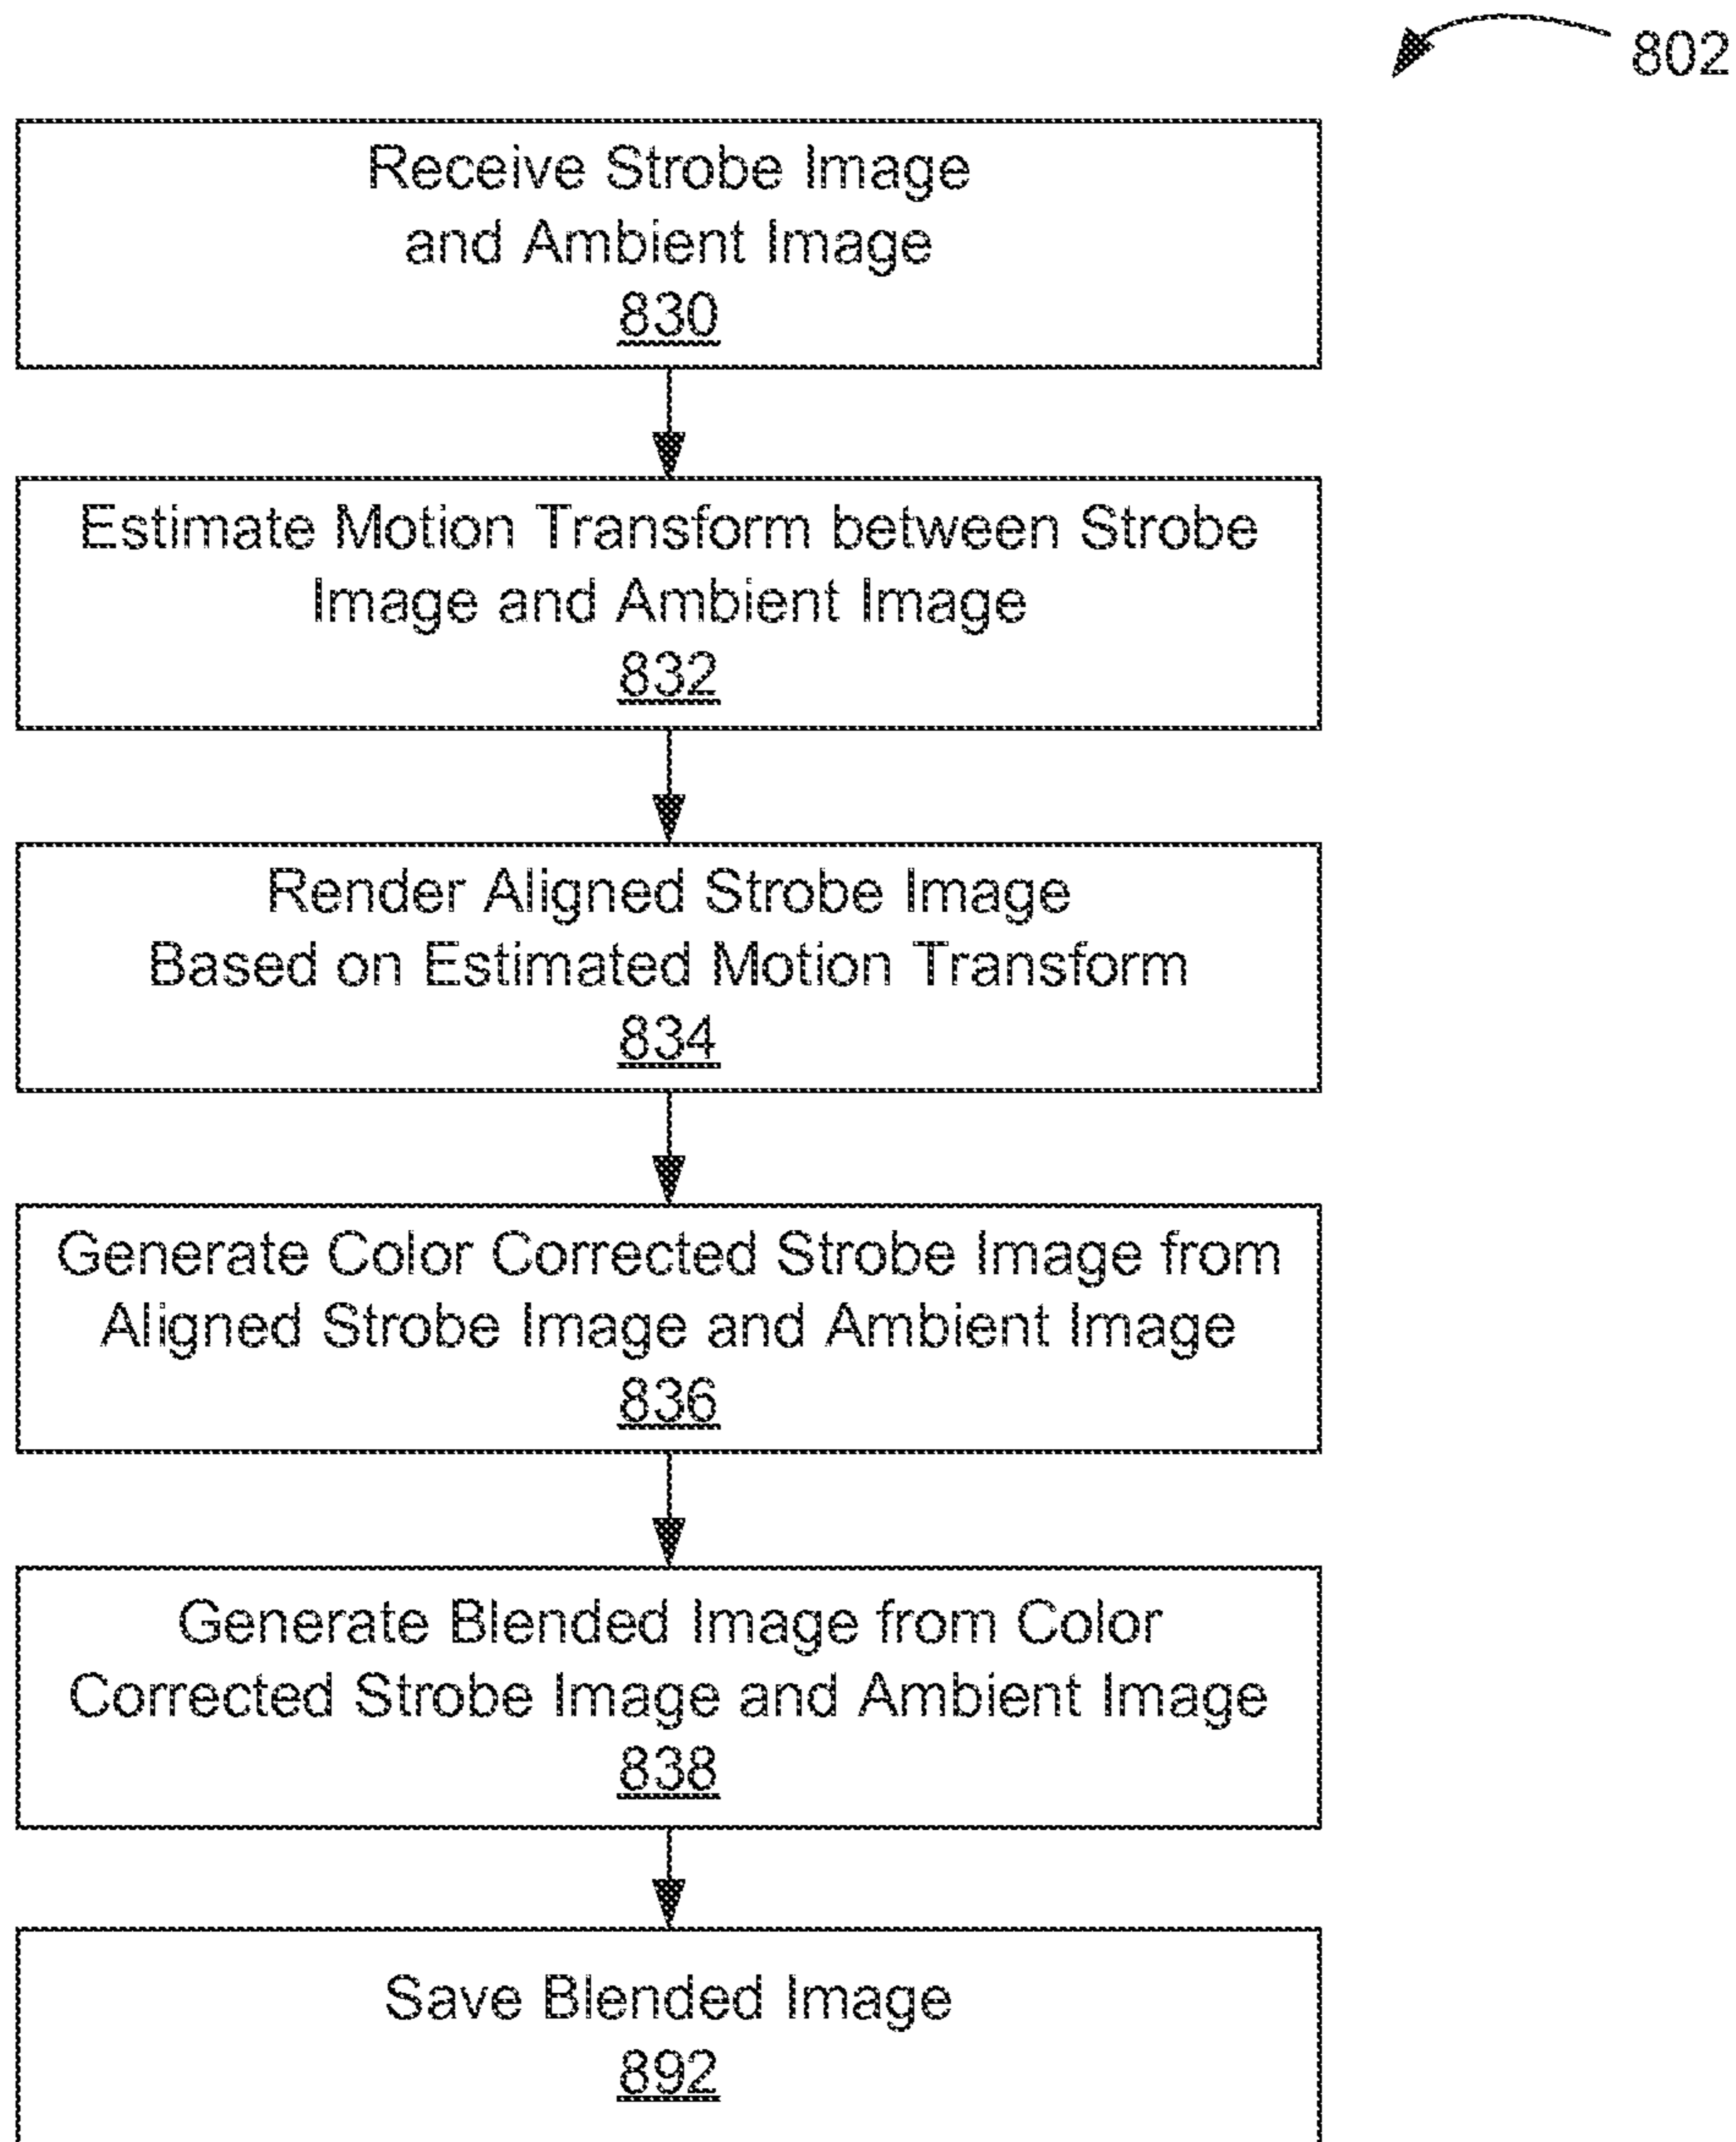 802
Receive Strobe Image
and Ambient Image
830
Estimate Motion Transform between Strobe
Image and Ambient Image
832
Render Aligned Strobe Image
Based on Estimated Motion Transform
834
Generate Color Corrected Strobe Image from
Aligned Strobe Image and Ambient Image
836
Generate Blended Image from Color
Corrected Strobe Image and Ambient Image
838
Save Blended Image
892